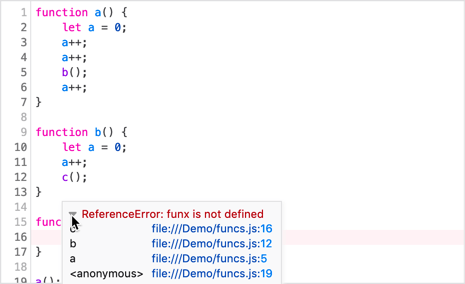 1 function a() {
2 let a = 0;
3 a++;
4 a++;
5 b();
6 a++;
7 }
8
9 function b() {
10 let a = 0;
11 a++;
12 c();
13 }
14
ReferenceError: funx is not defined
15 func
file:///Demo/funcs.js:16
16
b file:///Demo/funcs.js:12
17 }
a file:///Demo/funcs.js:5
18
<anonymous> file:///Demo/funcs.js:19
19 a();